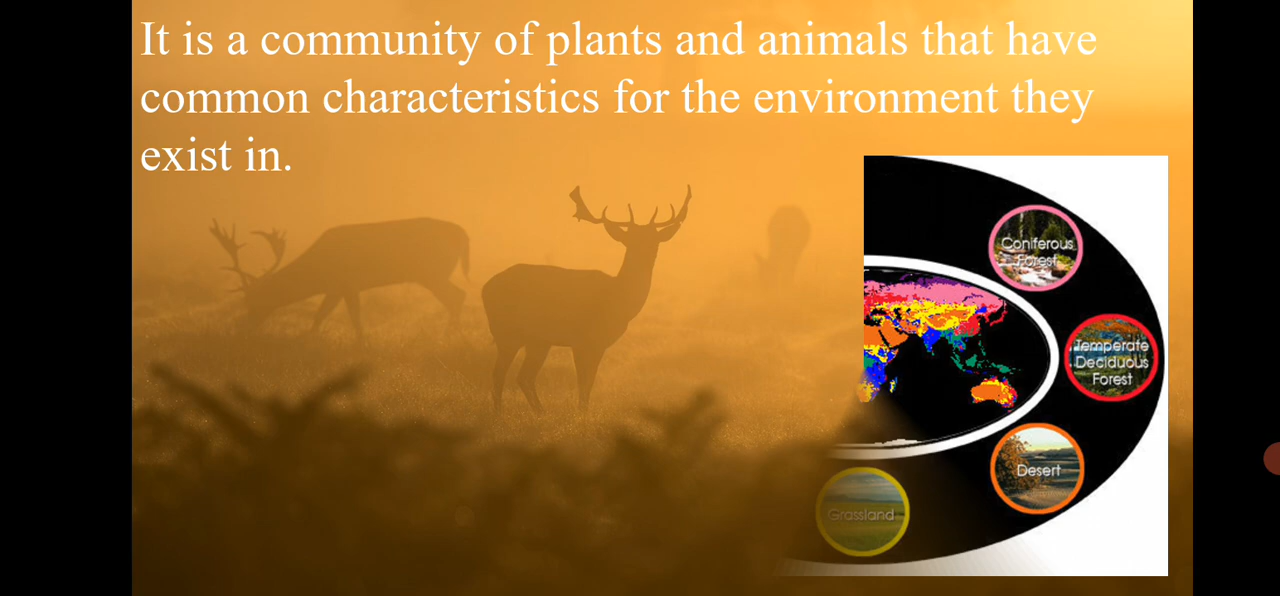 It is a community of plants and animals that have
common characteristics for the environment they
exist in.
Coniferous
Forest
Temperate
Deciduous
Forest
Desert
Grassland